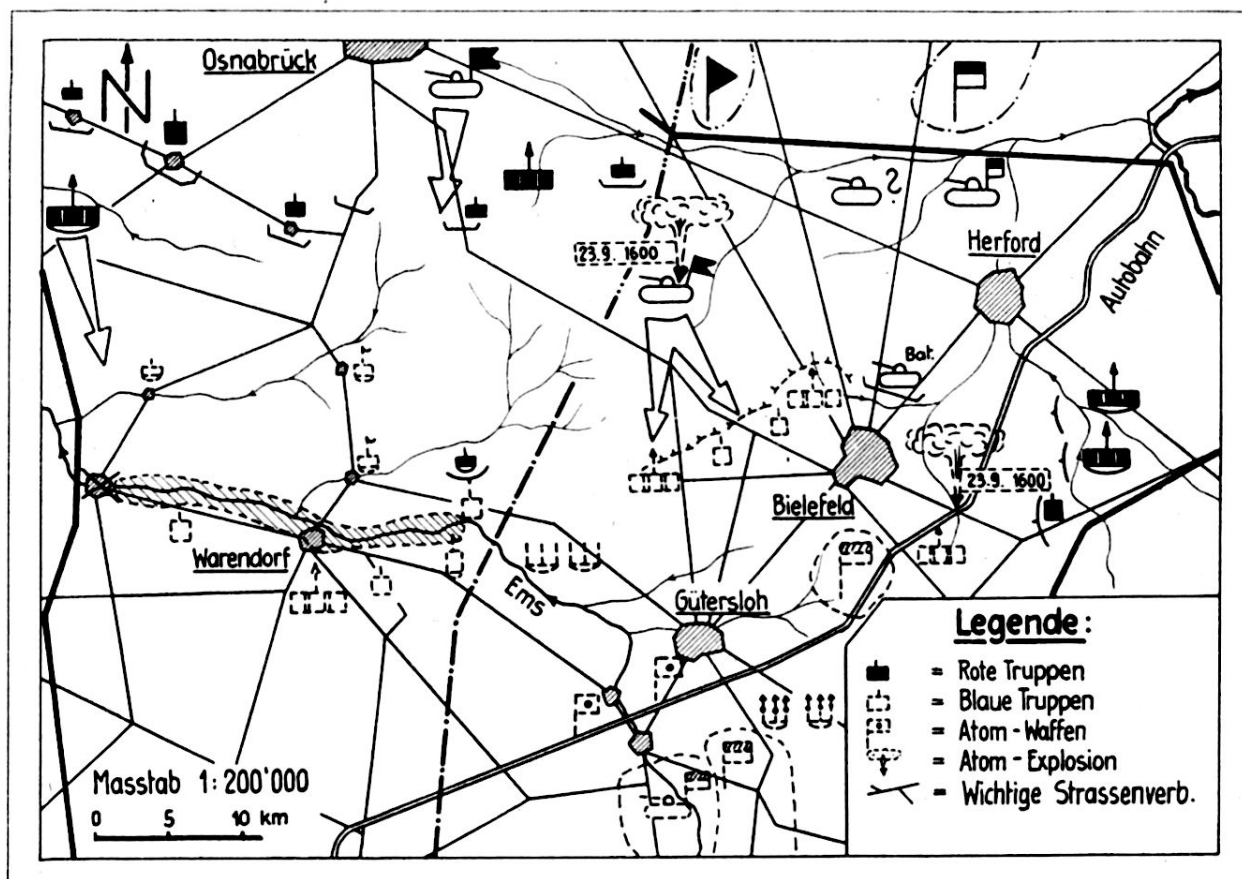 Osnabrück
N
23.9. 1600
?
Herford
Autobahn
Bat.
Bielefeld
23.9. 1600
Warendorf
Ems
Gütersloh
Masstab 1:200'000
0 5 10 km
Legende:
= Rote Truppen
= Blaue Truppen
= Atom-Waffen
= Atom-Explosion
= Wichtige Strassenverb.